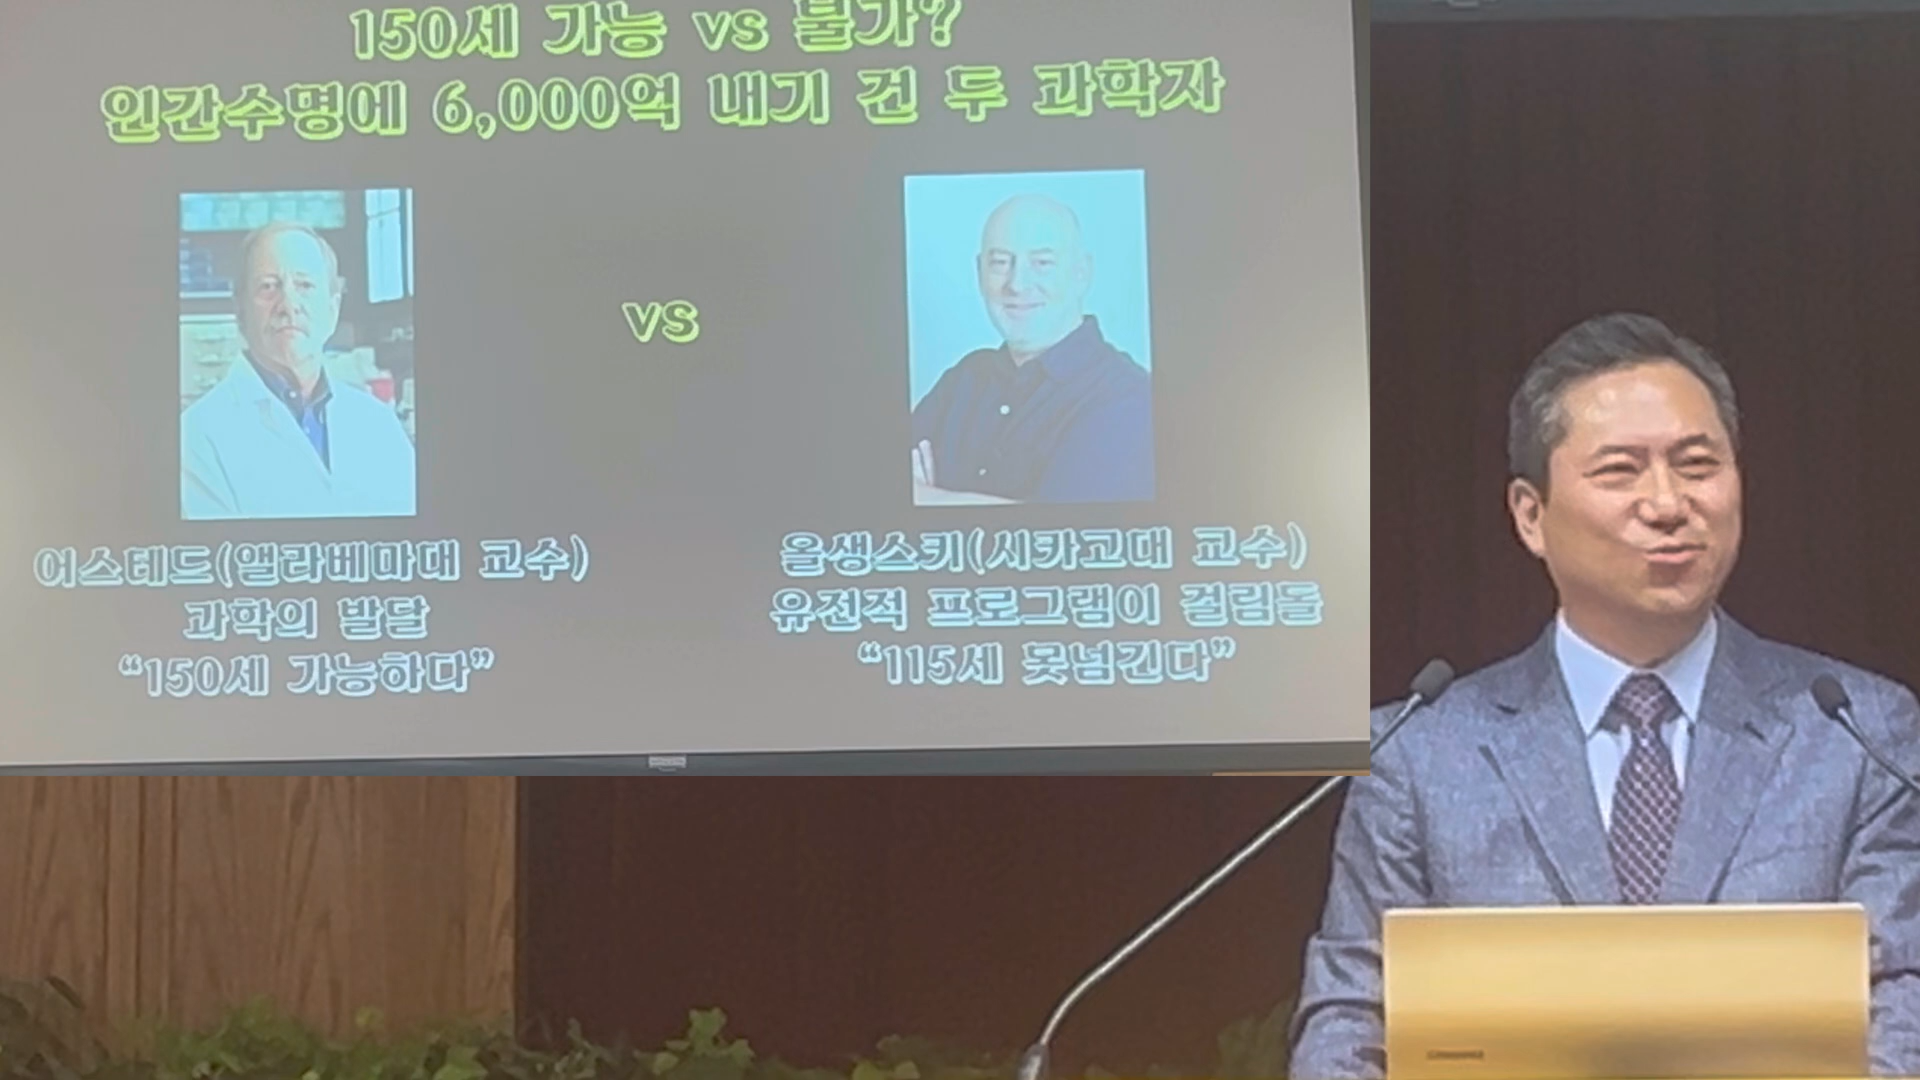 150세 가능 vs 불가?
인간수명에 6,000억 내기 건 두 과학자
vs
어스테드(앨라베마대 교수)
과학의 발달
“150세 가능하다”
올생스키(시카고대 교수)
유전적 프로그램이 걸림돌
“115세 못넘긴다”